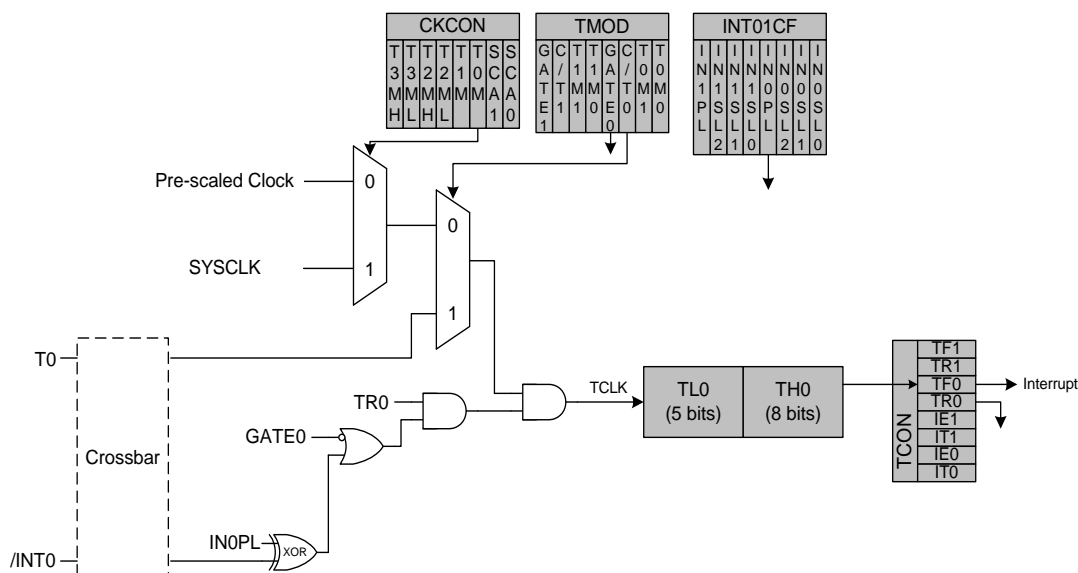 CKCON
TMOD
INT01CF
T3MH
T3ML
T2MH
T2ML
T1M
T0M
SCA1
SCA0
GATE1
C/T1
T1M1
T1M0
GATE0
C/T0
T0M1
T0M0
IN1PL
IN1SL2
IN1SL1
IN1SL0
IN0PL
IN0SL2
IN0SL1
IN0SL0
Pre-scaled Clock
0
SYSCLK
1
0
1
T0
Crossbar
/INT0
TR0
GATE0
IN0PL
XOR
TCLK
TL0
(5 bits)
TH0
(8 bits)
TCON
TF1
TR1
TF0
TR0
IE1
IT1
IE0
IT0
Interrupt